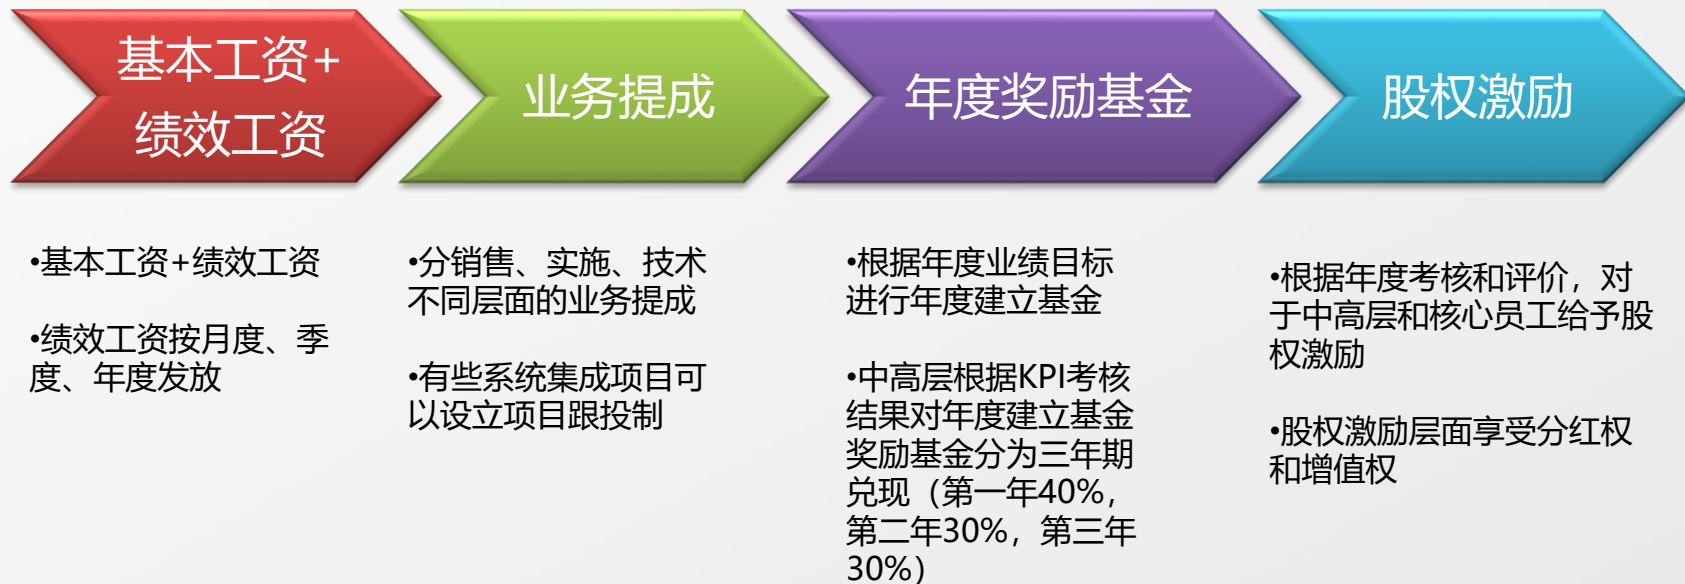 基本工资+
绩效工资
业务提成
年度奖励基金
股权激励
•基本工资+绩效工资
•绩效工资按月度、季
度、年度发放
•分销售、实施、技术
不同层面的业务提成
•有些系统集成项目可
以设立项目跟投制
•根据年度业绩目标
进行年度建立基金
•中高层根据KPI考核
结果对年度建立基金
奖励基金分为三年期
兑现（第一年40%，
第二年30%，第三年
30%）
•根据年度考核和评价，对
于中高层和核心员工给予股
权激励
•股权激励层面享受分红权
和增值权